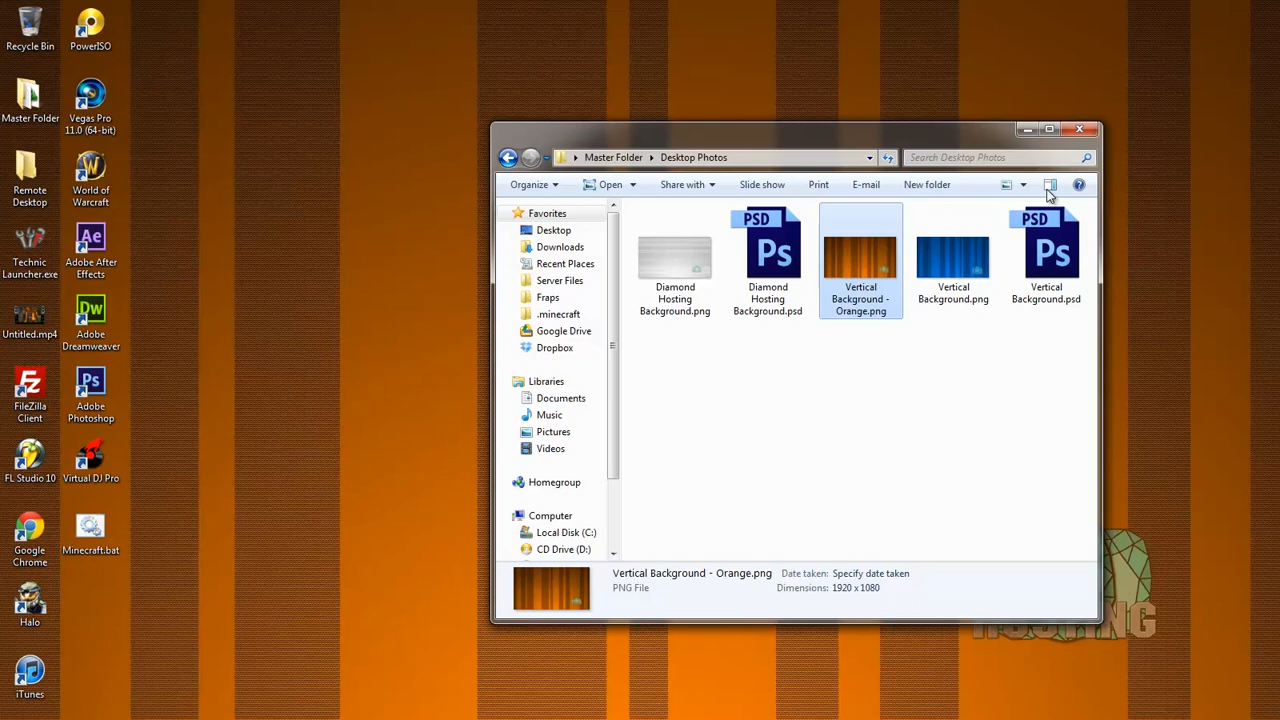 Recycle Bin
PowerISO
Master Folder
Vegas Pro
11.0 (64-bit)
Remote
Desktop
World of
Warcraft
Technic
Launcher.exe
Adobe After
Effects
Untitled.mp4
Adobe
Dreamweaver
FileZilla
Client
Adobe
Photoshop
FL Studio 10
Virtual DJ Pro
Google
Chrome
Minecraft.bat
Halo
iTunes
Master Folder
Desktop Photos
Search Desktop Photos
Organize
Open
Share with
Slide show
Print
E-mail
New folder
Favorites
Desktop
Downloads
Recent Places
Server Files
Fraps
.minecraft
Google Drive
Dropbox
Libraries
Documents
Music
Pictures
Videos
Homegroup
Computer
Local Disk (C:)
CD Drive (D:)
Diamond
Hosting
Background.png
PSD
Ps
Diamond
Hosting
Background.psd
Vertical
Background -
Orange.png
Vertical
Background.png
PSD
Ps
Vertical
Background.psd
Vertical Background - Orange.png
Date taken: Specify date taken
PNG File
Dimensions: 1920 x 1080
HOSTING